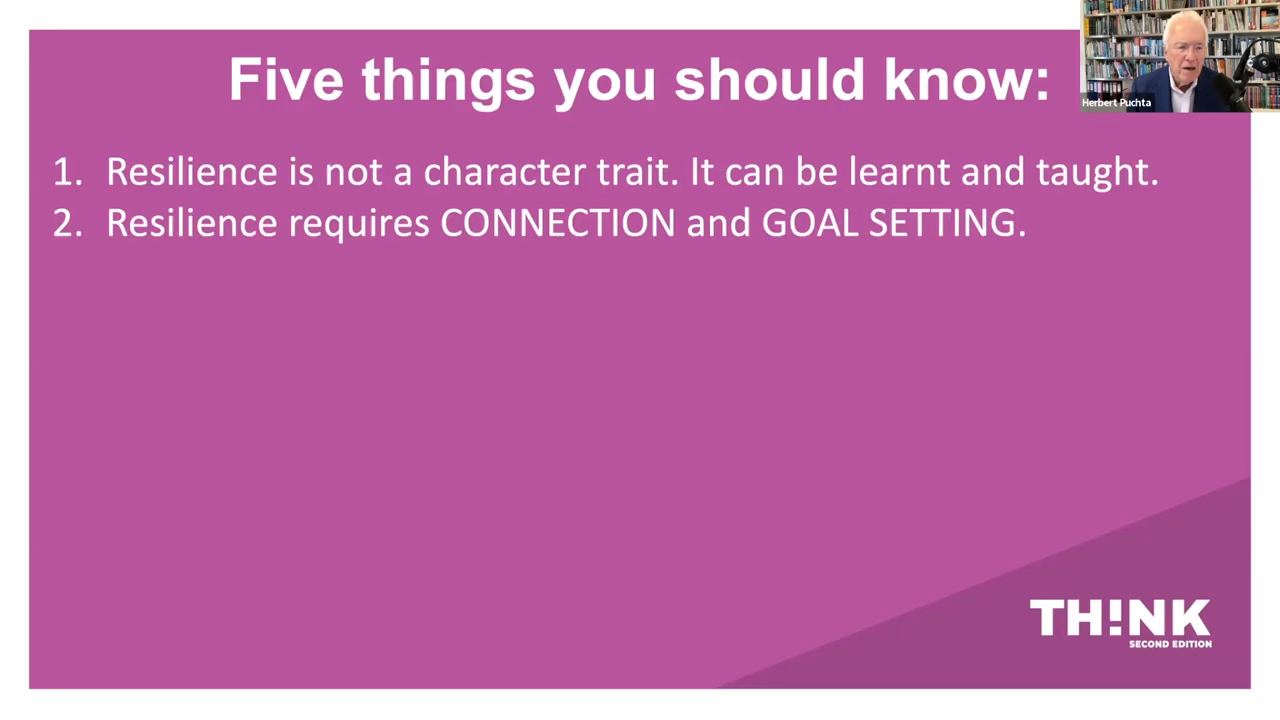 Five things you should know:
Herbert Puchta
1. Resilience is not a character trait. It can be learnt and taught.
2. Resilience requires CONNECTION and GOAL SETTING.
TH!NK
SECOND EDITION